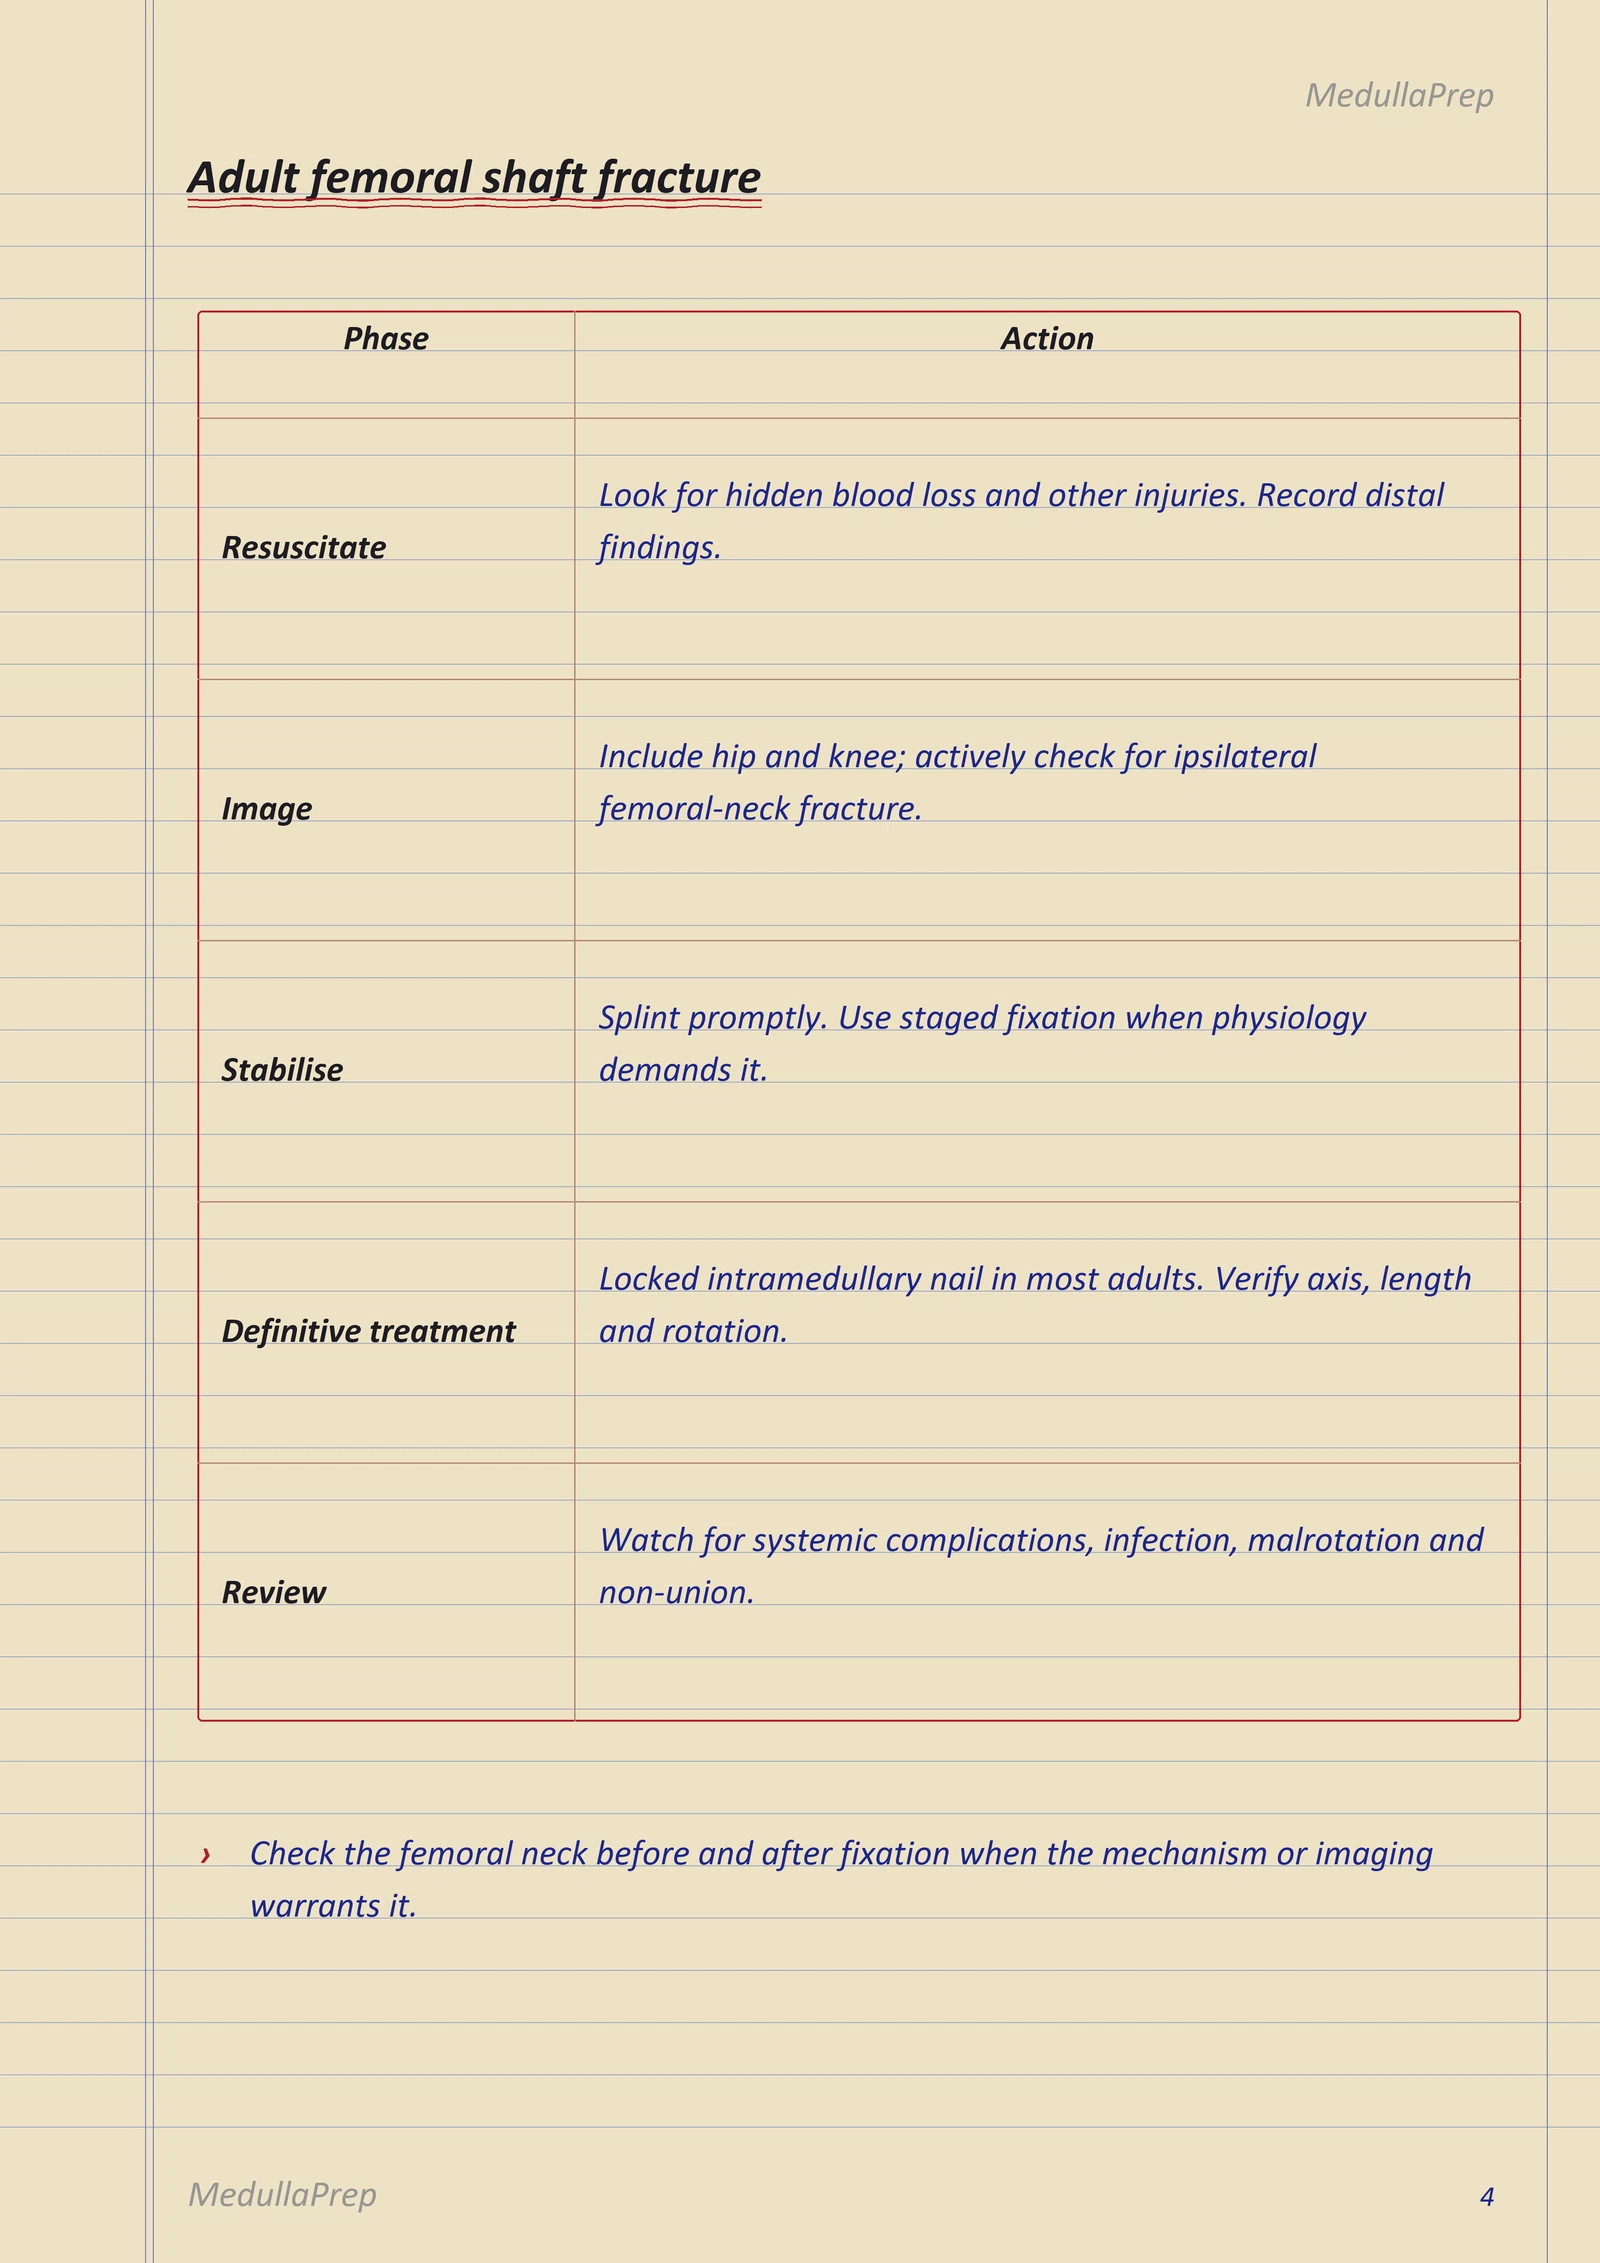 MedullaPrep
Adult femoral shaft fracture
Phase Action
Look for hidden blood loss and other injuries. Record distal
Resuscitate findings.
Include hip and knee; actively check for ipsilateral
Image femoral-neck fracture.
Splint promptly. Use staged fixation when physiology
Stabilise demands it.
Locked intramedullary nail in most adults. Verify axis, length
Definitive treatment and rotation.
Watch for systemic complications, infection, malrotation and
Review non-union.
› Check the femoral neck before and after fixation when the mechanism or imaging
warrants it.
MedullaPrep 4